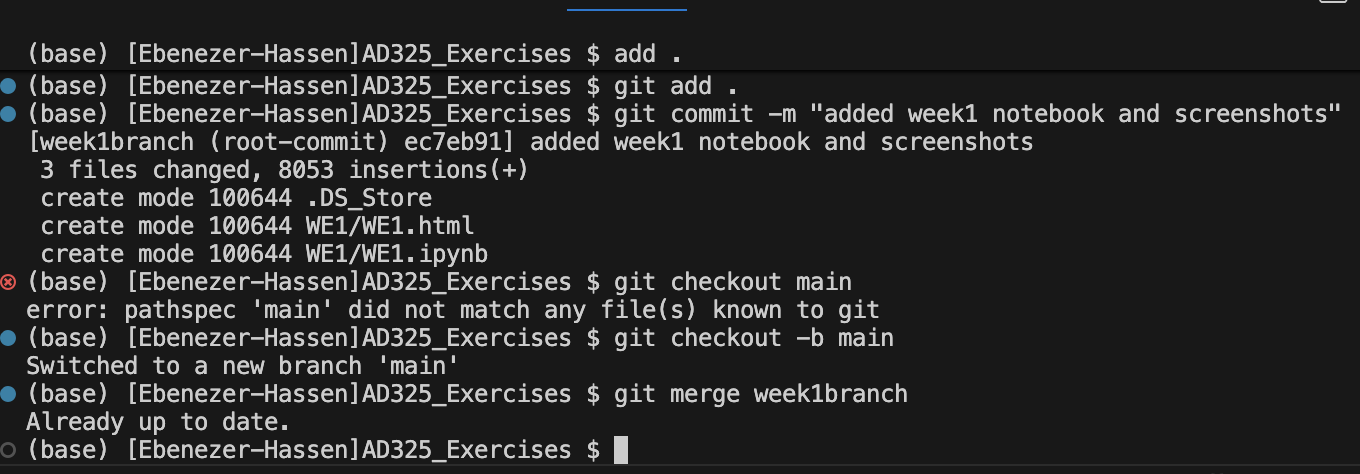 (base) [Ebenezer-Hassen]AD325_Exercises $ add .
(base) [Ebenezer-Hassen]AD325_Exercises $ git add .
(base) [Ebenezer-Hassen]AD325_Exercises $ git commit -m "added week1 notebook and screenshots"
[week1branch (root-commit) ec7eb91] added week1 notebook and screenshots
 3 files changed, 8053 insertions(+)
 create mode 100644 .DS_Store
 create mode 100644 WE1/WE1.html
 create mode 100644 WE1/WE1.ipynb
(base) [Ebenezer-Hassen]AD325_Exercises $ git checkout main
error: pathspec 'main' did not match any file(s) known to git
(base) [Ebenezer-Hassen]AD325_Exercises $ git checkout -b main
Switched to a new branch 'main'
(base) [Ebenezer-Hassen]AD325_Exercises $ git merge week1branch
Already up to date.
(base) [Ebenezer-Hassen]AD325_Exercises $